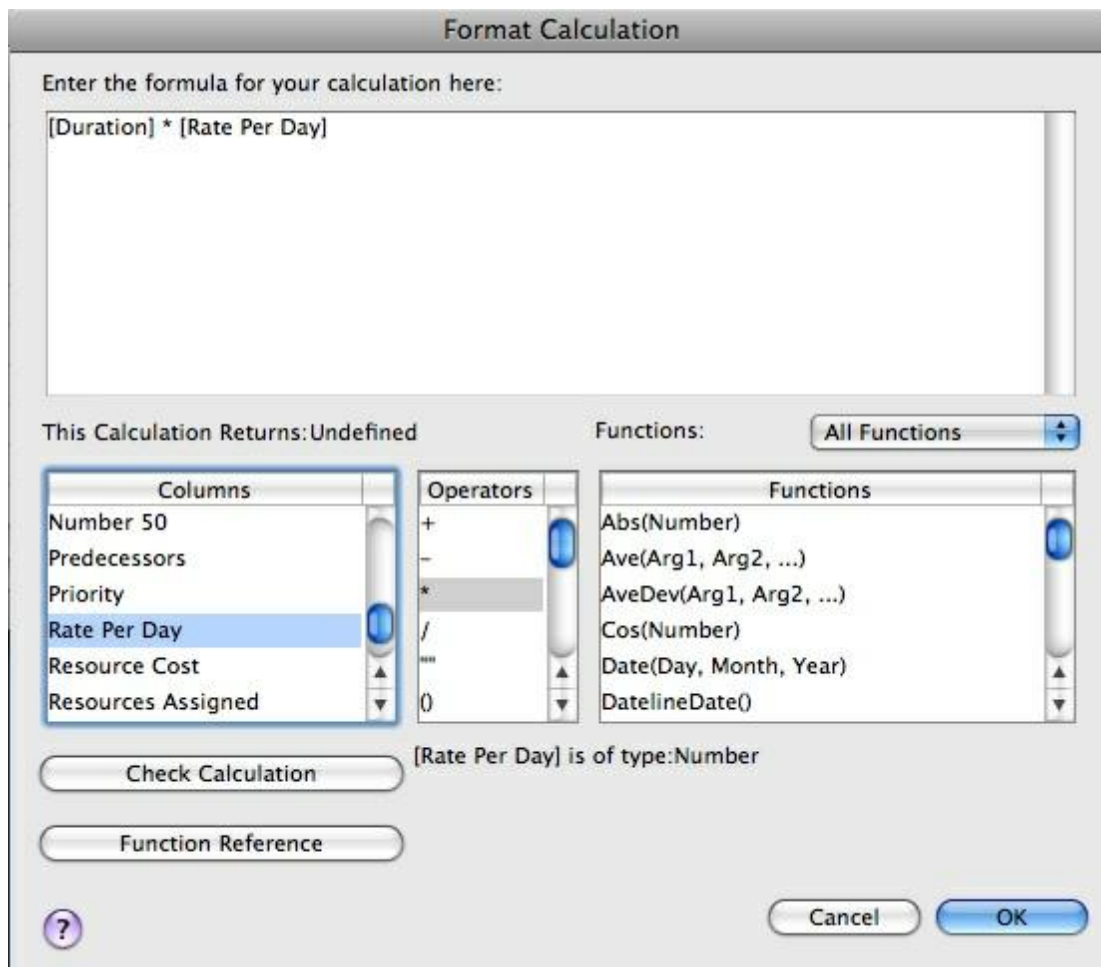 Format Calculation
Enter the formula for your calculation here:
[Duration] * [Rate Per Day]
This Calculation Returns:Undefined
Functions:
All Functions
Columns
Number 50
Predecessors
Priority
Rate Per Day
Resource Cost
Resources Assigned
Operators
+
-
*
/
""
()
Functions
Abs(Number)
Ave(Arg1, Arg2, ...)
AveDev(Arg1, Arg2, ...)
Cos(Number)
Date(Day, Month, Year)
DatelineDate()
Check Calculation
[Rate Per Day] is of type:Number
Function Reference
?
Cancel
OK